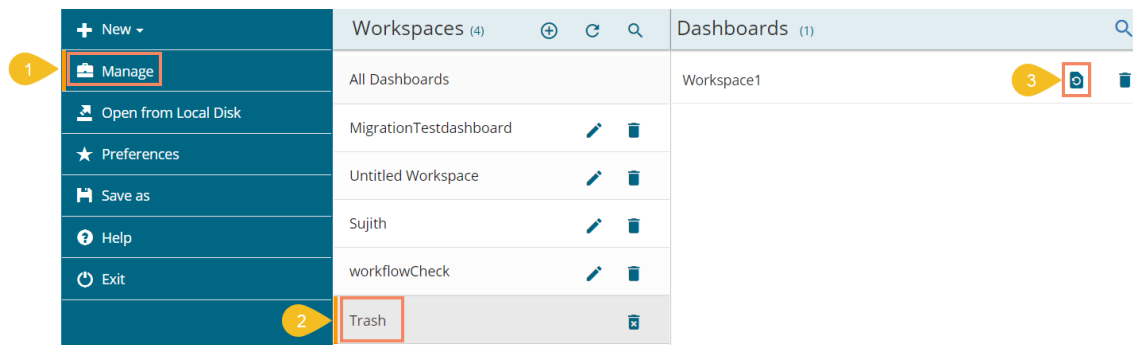 New
Manage
Open from Local Disk
Preferences
Save as
Help
Exit
Workspaces (4)
All Dashboards
MigrationTestdashboard
Untitled Workspace
Sujith
workflowCheck
Trash
Dashboards (1)
Workspace1
1
2
3